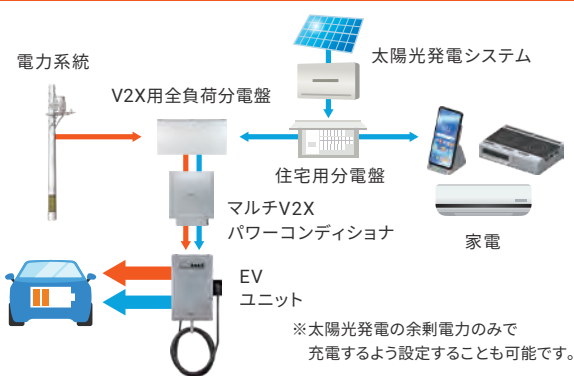 電力系統
太陽光発電システム
V2X用全負荷分電盤
住宅用分電盤
マルチV2X
パワーコンディショナ
家電
EV
ユニット
※太陽光発電の余剰電力のみで
充電するよう設定することも可能です。